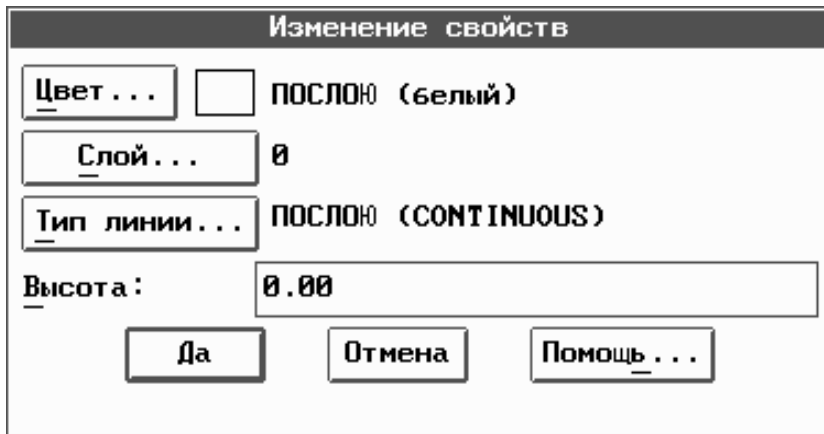 Изменение свойств
Цвет... ПОСЛОЮ (белый)
Слой... 0
Тип линии... ПОСЛОЮ (CONTINUOUS)
Высота: 0.00
Да Отмена Помощь...